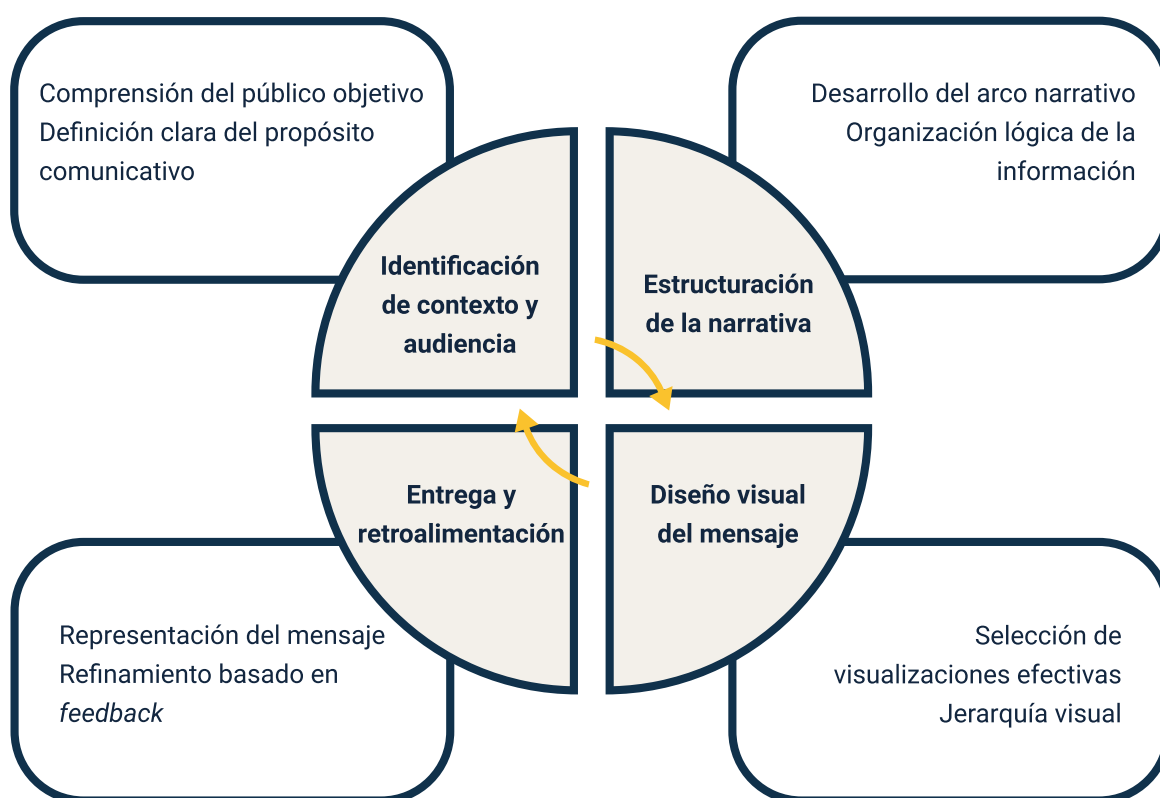 Comprensión del público objetivo
Definición clara del propósito
comunicativo
Desarrollo del arco narrativo
Organización lógica de la
información
Identificación
de contexto y
audiencia
Estructuración
de la narrativa
Entrega y
retroalimentación
Diseño visual
del mensaje
Representación del mensaje
Refinamiento basado en
feedback
Selección de
visualizaciones efectivas
Jerarquía visual